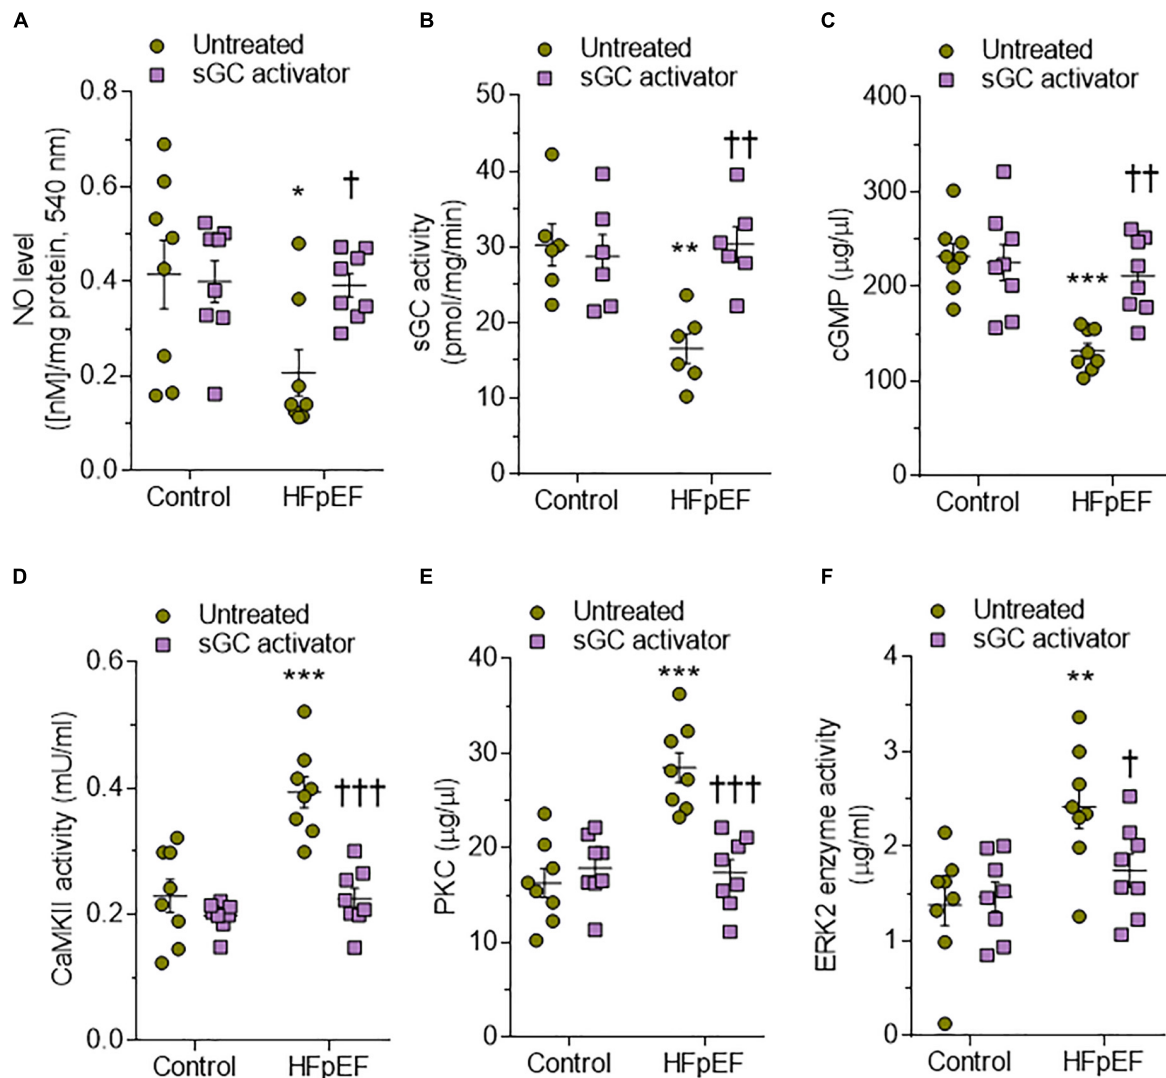 A
Untreated
sGC activator
NO level
([nM]/mg protein, 540 nm)
0.8
0.6
0.4
0.2
0.0
*
†
Control
HFpEF
B
Untreated
sGC activator
sGC activity
(pmol/mg/min)
50
40
30
20
10
0
**
††
Control
HFpEF
C
Untreated
sGC activator
cGMP (µg/µl)
400
300
200
100
0
***
††
Control
HFpEF
D
Untreated
sGC activator
CaMKII activity (mU/ml)
0.6
0.4
0.2
0.0
***
†††
Control
HFpEF
E
Untreated
sGC activator
PKC (µg/µl)
40
30
20
10
0
***
†††
Control
HFpEF
F
Untreated
sGC activator
ERK2 enzyme activity
(µg/ml)
4
3
2
1
0
**
†
Control
HFpEF